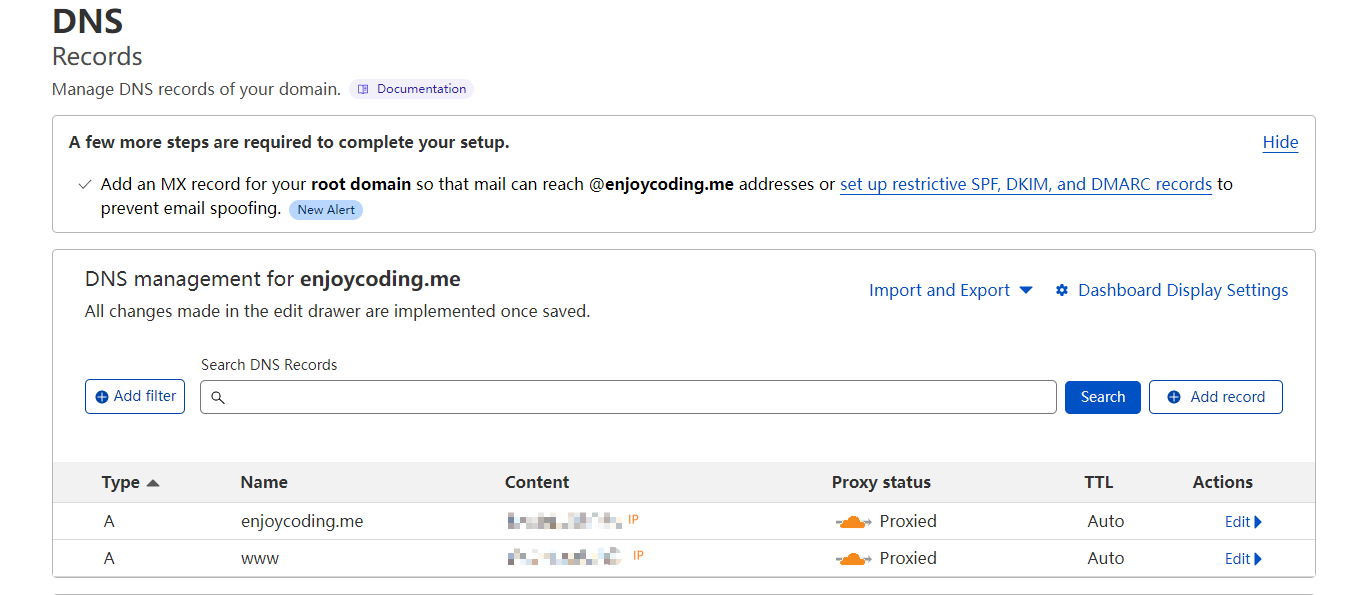 DNS
Records
Manage DNS records of your domain. Documentation
A few more steps are required to complete your setup. Hide
Add an MX record for your root domain so that mail can reach @enjoycoding.me addresses or set up restrictive SPF, DKIM, and DMARC records to
prevent email spoofing. New Alert
DNS management for enjoycoding.me
Import and Export Dashboard Display Settings
All changes made in the edit drawer are implemented once saved.
Search DNS Records
Add filter Search Add record
Type Name Content Proxy status TTL Actions
A enjoycoding.me IP Proxied Auto Edit
A www IP Proxied Auto Edit